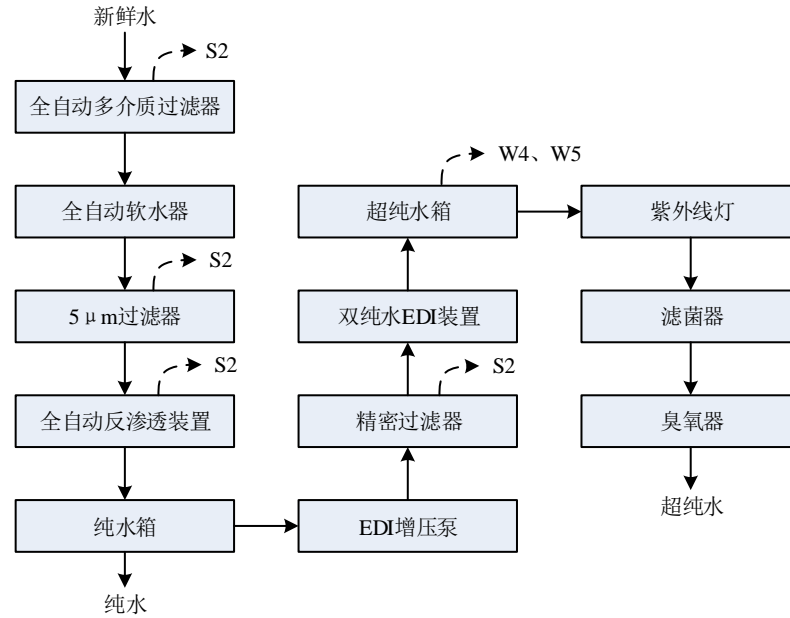 新鲜水
S2
全自动多介质过滤器
全自动软水器
S2
5μm过滤器
S2
全自动反渗透装置
纯水箱
纯水
W4、W5
超纯水箱
双纯水EDI装置
S2
精密过滤器
EDI增压泵
紫外线灯
滤菌器
臭氧器
超纯水